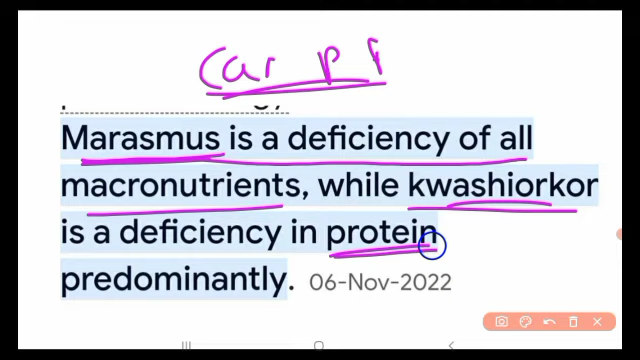 Car P f
Marasmus is a deficiency of all
macronutrients, while kwashiorkor
is a deficiency in protein
predominantly. 06-Nov-2022